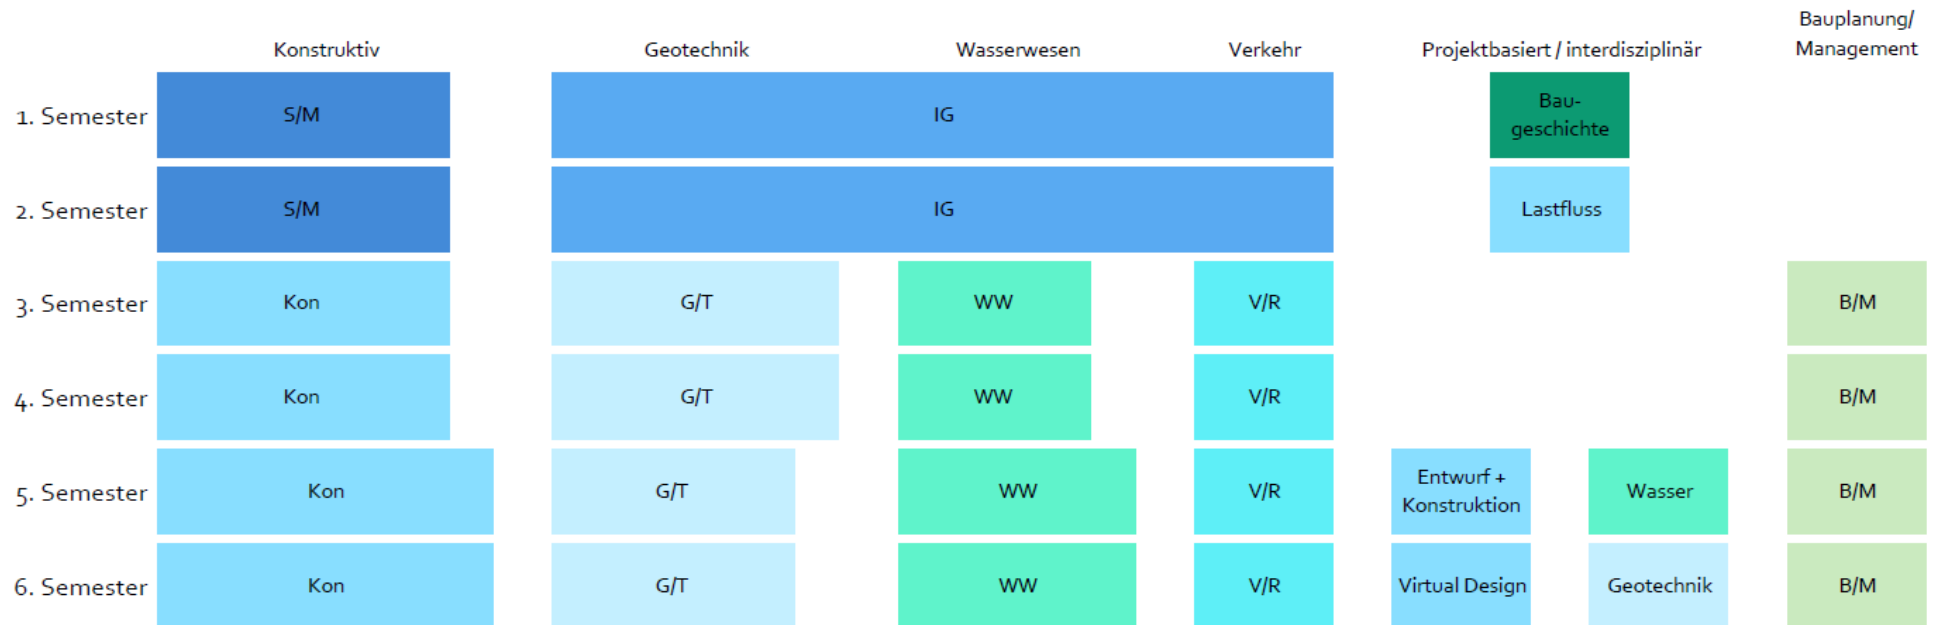 Konstruktiv Geotechnik Wasserwesen Verkehr Projektbasiert / interdisziplinär Bauplanung/
Management
1. Semester S/M IG Bau-
geschichte
2. Semester S/M IG Lastfluss
3. Semester Kon G/T WW V/R B/M
4. Semester Kon G/T WW V/R B/M
5. Semester Kon G/T WW V/R Entwurf +
Konstruktion Wasser B/M
6. Semester Kon G/T WW V/R Virtual Design Geotechnik B/M